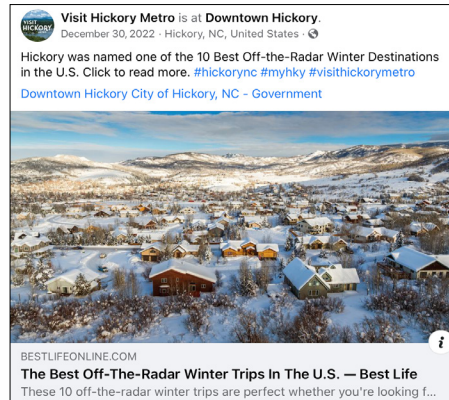 VISIT
HICKORY
Visit Hickory Metro is at Downtown Hickory.
December 30, 2022 · Hickory, NC, United States ·
Hickory was named one of the 10 Best Off-the-Radar Winter Destinations
in the U.S. Click to read more. #hickorync #myhky #visithickorymetro
Downtown Hickory City of Hickory, NC - Government
i
BESTLIFEONLINE.COM
The Best Off-The-Radar Winter Trips In The U.S. — Best Life
These 10 off-the-radar winter trips are perfect whether you're looking f...